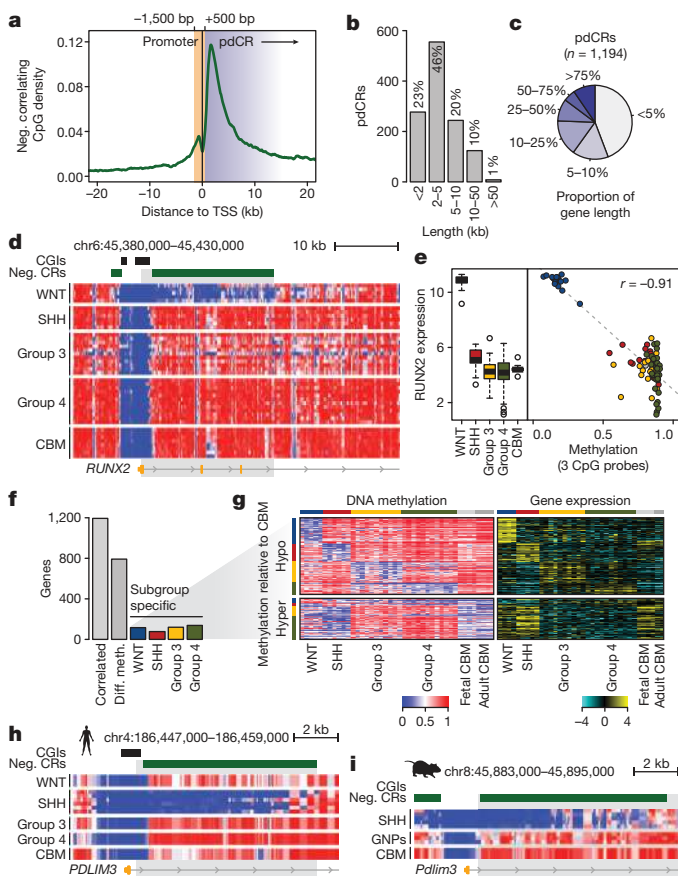 a
−1,500 bp
+500 bp
Promoter
pdCR
Neg. correlating
CpG density
0.12
0.08
0.04
0.00
−20
−10
0
10
20
Distance to TSS (kb)
b
pdCRs
600
400
200
0
23%
46%
20%
10%
1%
<2
2–5
5–10
10–50
>50
Length (kb)
c
pdCRs
(n = 1,194)
>75%
50–75%
25–50%
10–25%
5–10%
<5%
Proportion of
gene length
d
chr6:45,380,000–45,430,000
10 kb
CGIs
Neg. CRs
WNT
SHH
Group 3
Group 4
CBM
RUNX2
e
RUNX2 expression
10
6
2
r = −0.91
WNT
SHH
Group 3
Group 4
CBM
0.0
0.5
1.0
Methylation
(3 CpG probes)
f
Genes
1,200
800
400
0
Subgroup
specific
Correlated
Diff. meth.
WNT
SHH
Group 3
Group 4
g
DNA methylation
Gene expression
Methylation relative to CBM
Hypo
Hyper
WNT
SHH
Group 3
Group 4
Fetal CBM
Adult CBM
WNT
SHH
Group 3
Group 4
Fetal CBM
Adult CBM
0 0.5 1
−4 0 4
h
chr4:186,447,000–186,459,000
2 kb
CGIs
Neg. CRs
WNT
SHH
Group 3
Group 4
CBM
PDLIM3
i
chr8:45,883,000–45,895,000
2 kb
CGIs
Neg. CRs
SHH
GNPs
CBM
Pdlim3